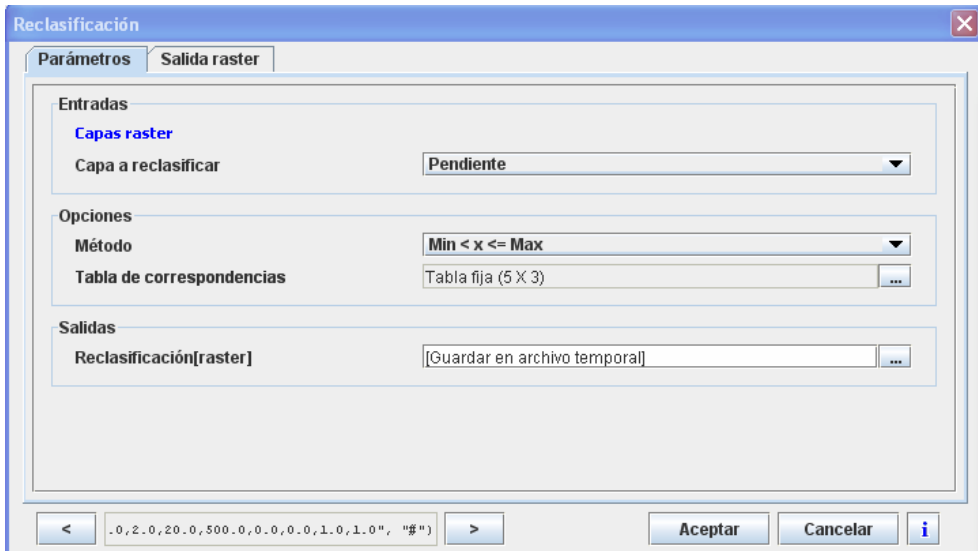 Reclasificación
Parámetros Salida raster
Entradas
Capas raster
Capa a reclasificar Pendiente
Opciones
Método Min < x <= Max
Tabla de correspondencias Tabla fija (5 X 3) ...
Salidas
Reclasificación[raster] [Guardar en archivo temporal] ...
< .0,2.0,20.0,500.0,0.0,0.0,1.0,1.0", "#") > Aceptar Cancelar i